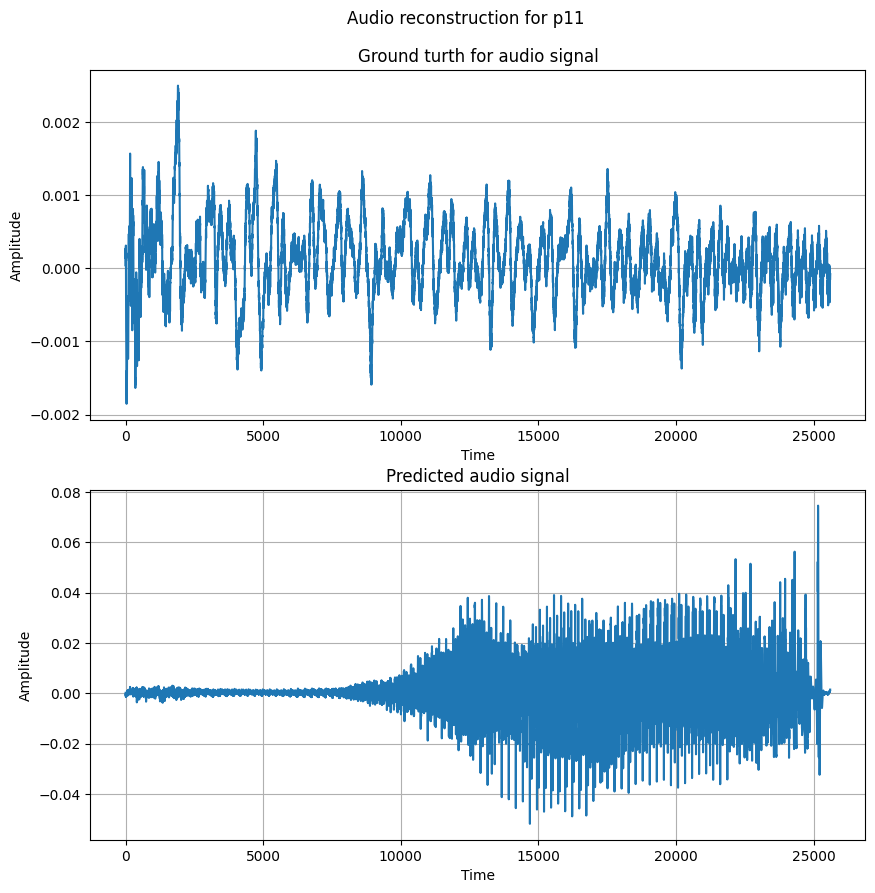 Audio reconstruction for p11
Ground turth for audio signal
Amplitude
0.002
0.001
0.000
−0.001
−0.002
0 5000 10000 15000 20000 25000
Time
Predicted audio signal
Amplitude
0.08
0.06
0.04
0.02
0.00
−0.02
−0.04
0 5000 10000 15000 20000 25000
Time